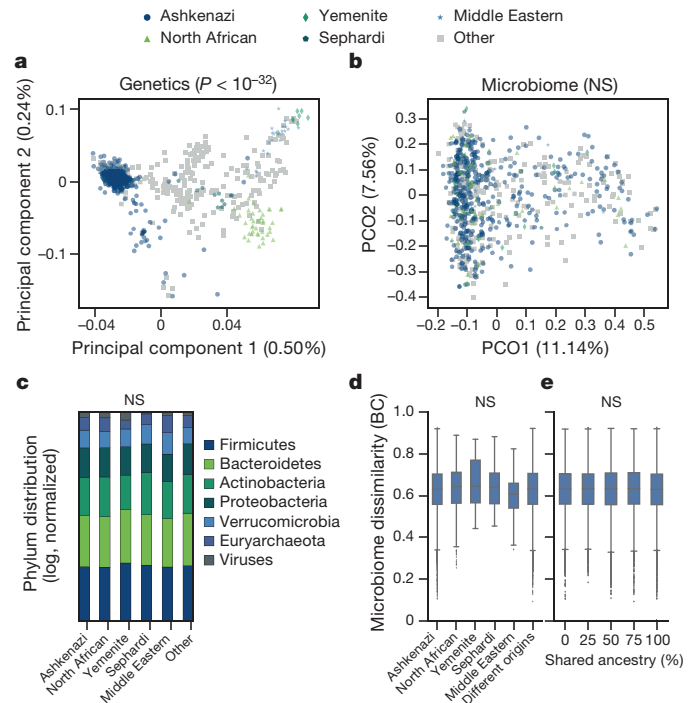 Ashkenazi
Yemenite
Middle Eastern
North African
Sephardi
Other
a
Genetics (P < 10⁻³²)
Principal component 2 (0.24%)
0.1
0
−0.1
−0.04
0
0.04
Principal component 1 (0.50%)
b
Microbiome (NS)
PCO2 (7.56%)
0.3
0.2
0.1
0
−0.1
−0.2
−0.3
−0.4
−0.2
−0.1
0
0.1
0.2
0.3
0.4
0.5
PCO1 (11.14%)
c
NS
Phylum distribution
(log, normalized)
Ashkenazi
North African
Yemenite
Sephardi
Middle Eastern
Other
Firmicutes
Bacteroidetes
Actinobacteria
Proteobacteria
Verrucomicrobia
Euryarchaeota
Viruses
d
NS
Microbiome dissimilarity (BC)
1.0
0.8
0.6
0.4
0.2
0
Ashkenazi
North African
Yemenite
Sephardi
Middle Eastern
Different origins
e
NS
0
25
50
75
100
Shared ancestry (%)